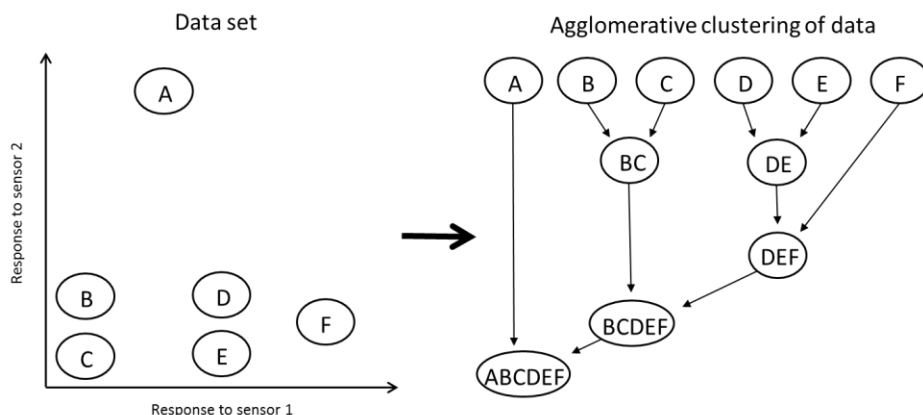 Data set
Response to sensor 2
A
B
D
F
C
E
Response to sensor 1
Agglomerative clustering of data
A B C D E F
BC DE
DEF
BCDEF
ABCDEF